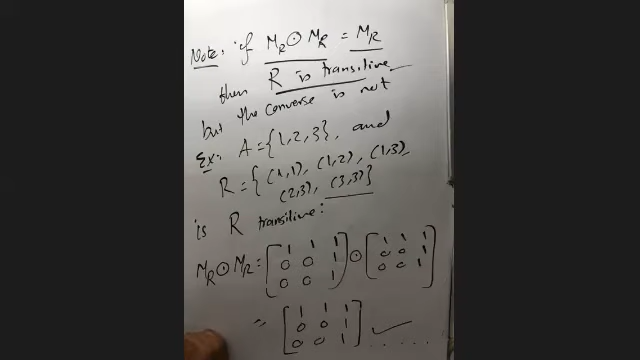 Note: if M_R ⊙ M_R = M_R
then R is transitive
but the converse is not
Ex: A = {1, 2, 3}, and
R = {(1,1), (1,2), (1,3),
(2,3), (3,3)}
is R transitive:
M_R ⊙ M_R = [1 1 1; 0 0 1; 0 0 1] ⊙ [1 1 1; 0 0 1; 0 0 1]
= [1 1 1; 0 0 1; 0 0 1] ✓ .....